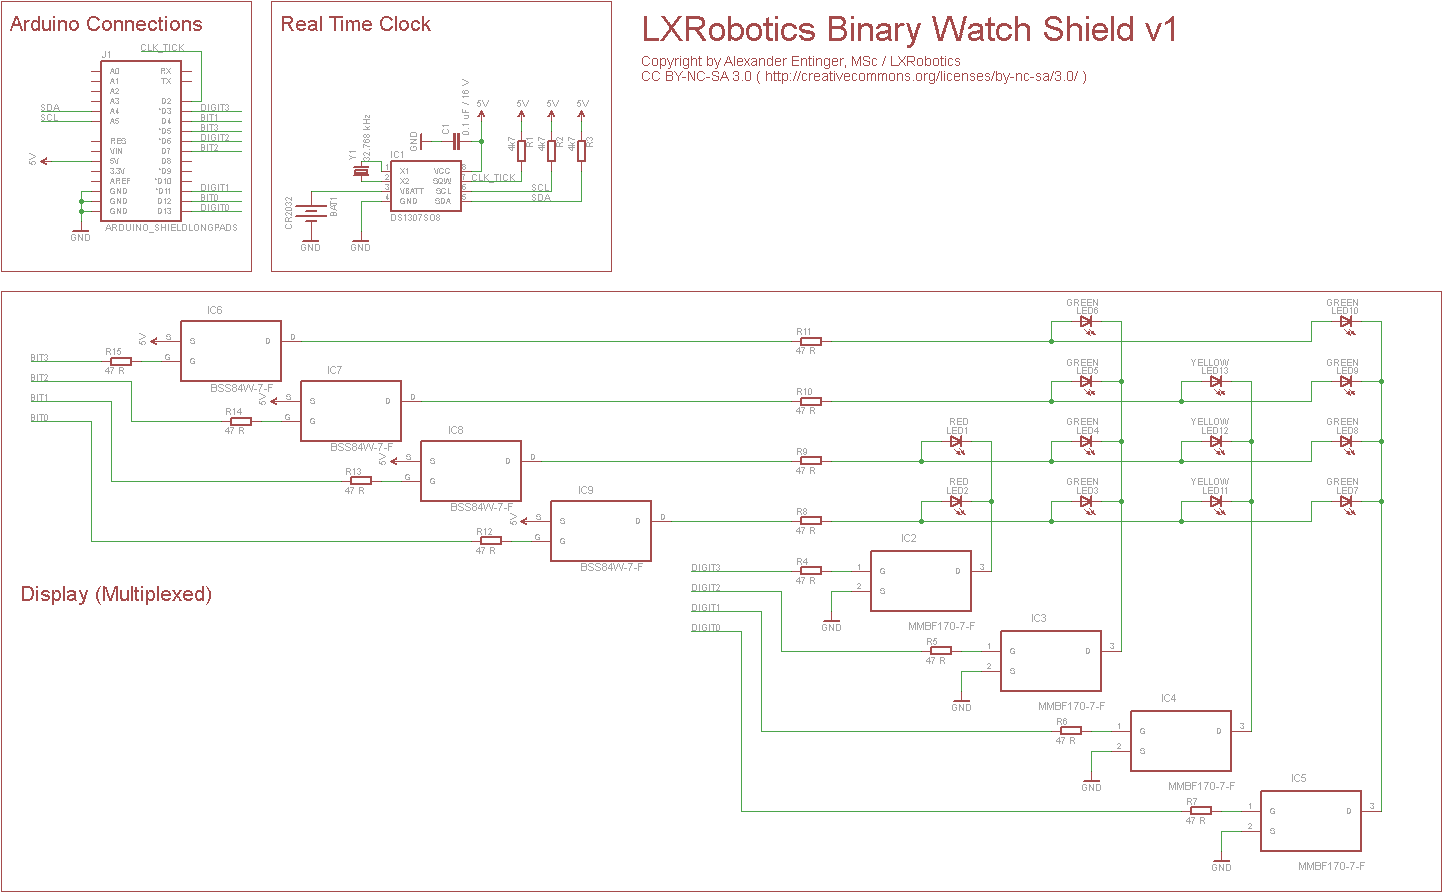 Arduino Connections
CLK_TICK
J1
A0 RX
A1 TX
A2
A3 D2
SDA A4 *D3 DIGIT3
SCL A5 D4 BIT1
*D5 BIT3
RES *D6 DIGIT2
VIN D7 BIT2
5V 5V D8
3.3V *D9
AREF *D10
GND *D11 DIGIT1
GND D12 BIT0
GND D13 DIGIT0
GND
ARDUINO_SHIELDLONGPADS
Real Time Clock
0.1 uF / 16 V
C1
GND
5V 5V 5V 5V
4k7 R1 4k7 R2 4k7 R3
Y1
32.768 kHz
IC1
1 X1 VCC 8
2 X2 SQW 7 CLK_TICK
3 VBATT SCL 6 SCL
4 GND SDA 5 SDA
DS1307SO8
CR2032
BAT1
GND GND
LXRobotics Binary Watch Shield v1
Copyright by Alexander Entinger, MSc / LXRobotics
CC BY-NC-SA 3.0 ( http://creativecommons.org/licenses/by-nc-sa/3.0/ )
IC6
5V S S D D
G G
BSS84W-7-F
BIT3 R15 47 R
BIT2
BIT1
BIT0
IC7
5V S S D D
R14 47 R G G
BSS84W-7-F
IC8
5V S S D D
R13 47 R G G
BSS84W-7-F
IC9
5V S S D D
R12 47 R G G
BSS84W-7-F
R11 47 R
GREEN LED6
GREEN LED10
R10 47 R
GREEN LED5
YELLOW LED13
GREEN LED9
R9 47 R
RED LED1
GREEN LED4
YELLOW LED12
GREEN LED8
R8 47 R
RED LED2
GREEN LED3
YELLOW LED11
GREEN LED7
Display (Multiplexed)
DIGIT3
DIGIT2
DIGIT1
DIGIT0
R4 47 R
IC2
1 G D 3
2 S
GND
MMBF170-7-F
R5 47 R
IC3
1 G D 3
2 S
GND
MMBF170-7-F
R6 47 R
IC4
1 G D 3
2 S
GND
MMBF170-7-F
R7 47 R
IC5
1 G D 3
2 S
GND
MMBF170-7-F